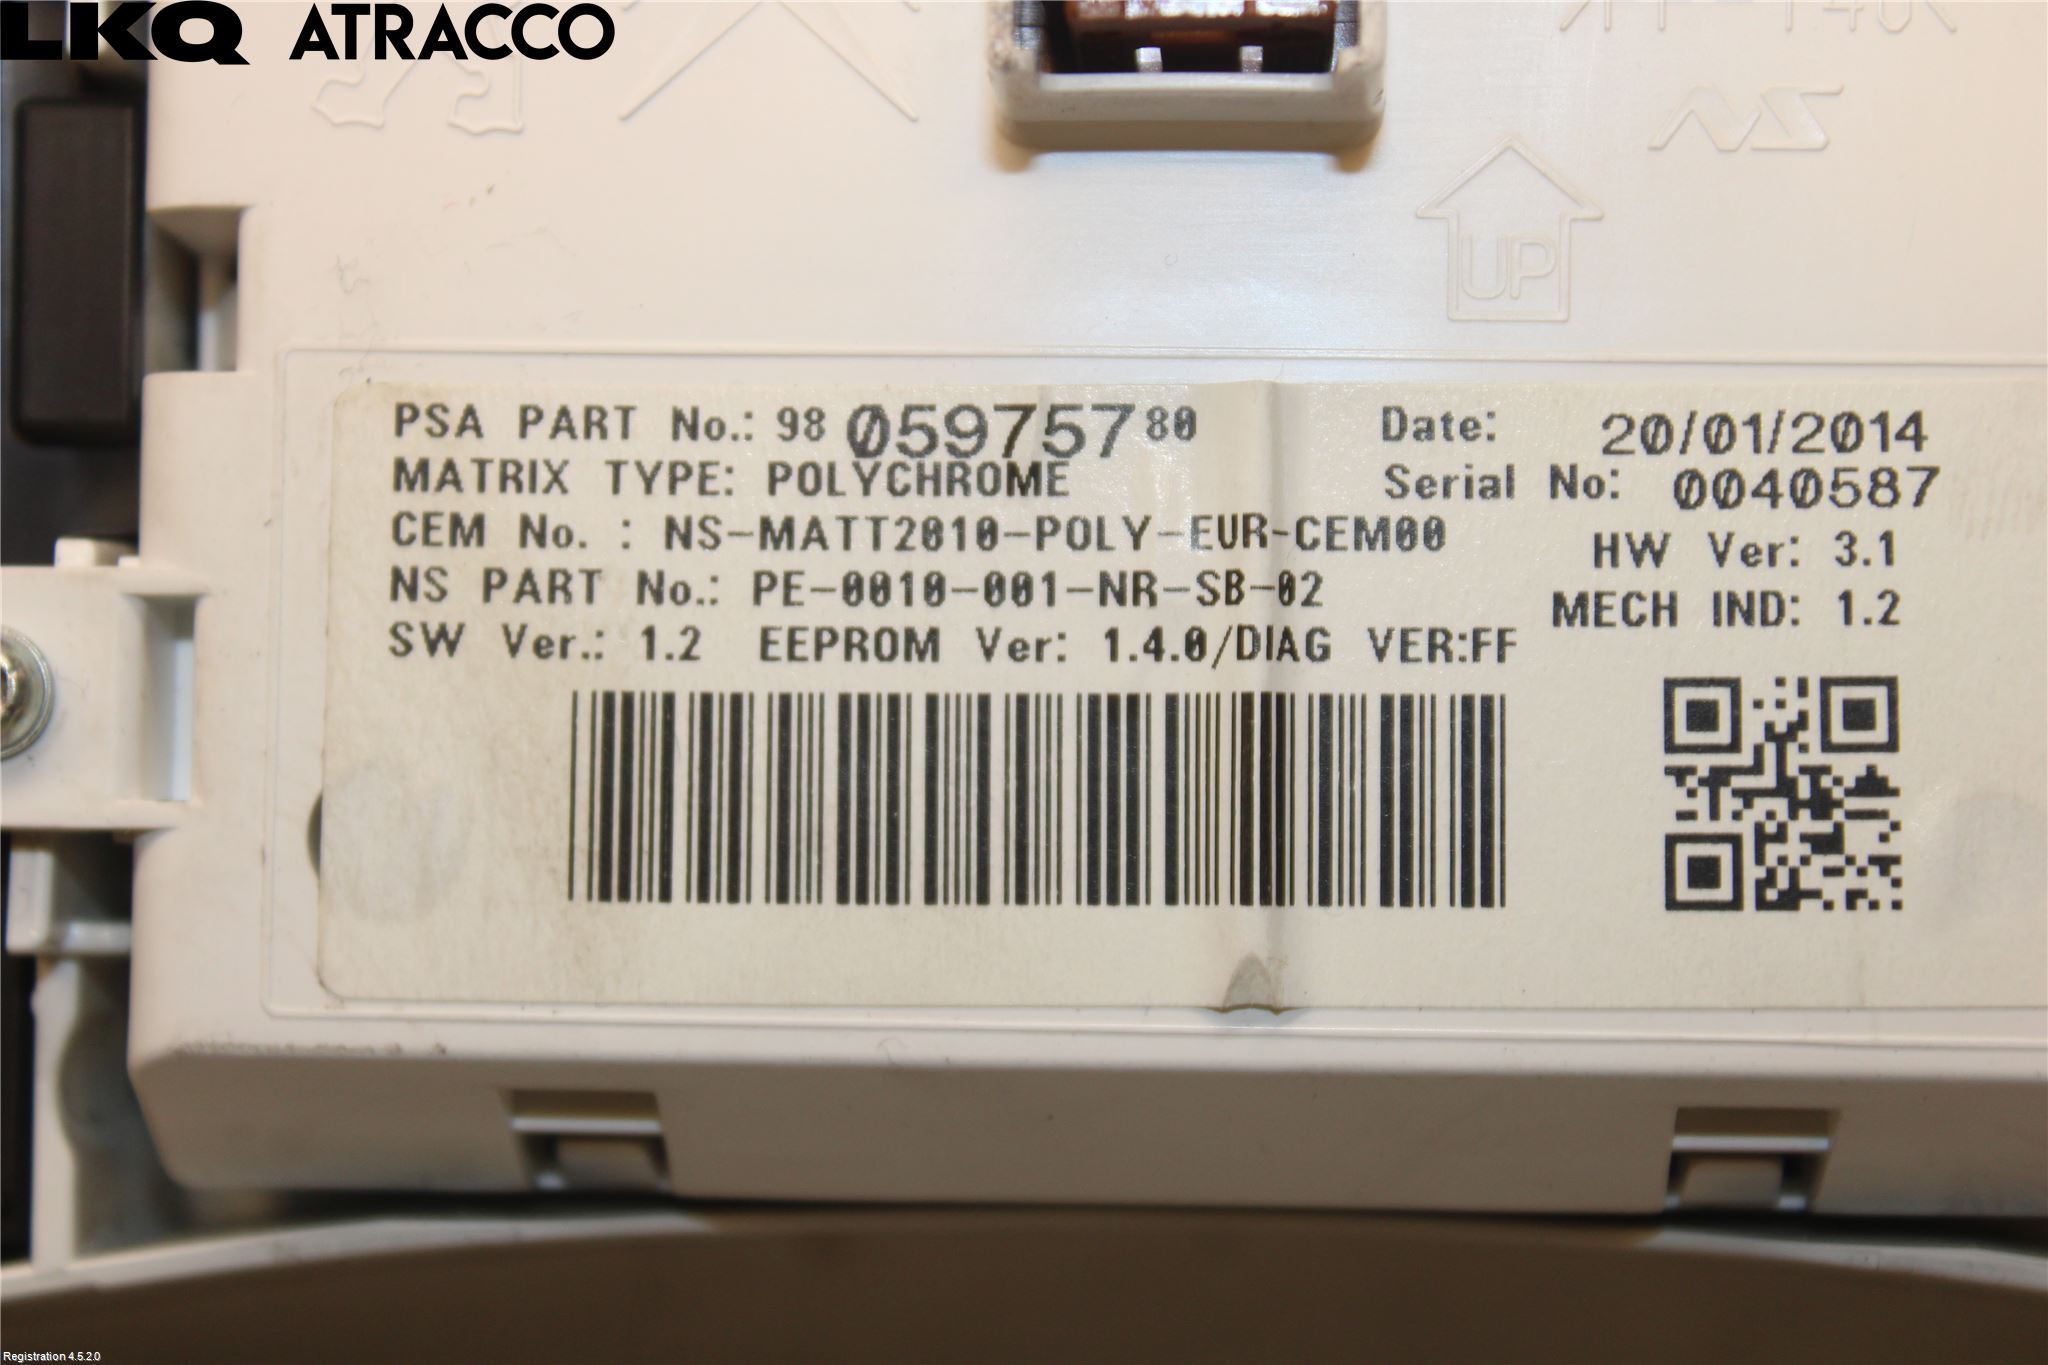 LKQ ATRACCO
NS
UP
PSA PART No.: 98 05975780
Date: 20/01/2014
MATRIX TYPE: POLYCHROME
Serial No: 0040587
CEM No. : NS-MATT2010-POLY-EUR-CEM00
HW Ver: 3.1
NS PART No.: PE-0010-001-NR-SB-02
MECH IND: 1.2
SW Ver.: 1.2 EEPROM Ver: 1.4.0/DIAG VER:FF
Registration 4.5.2.0